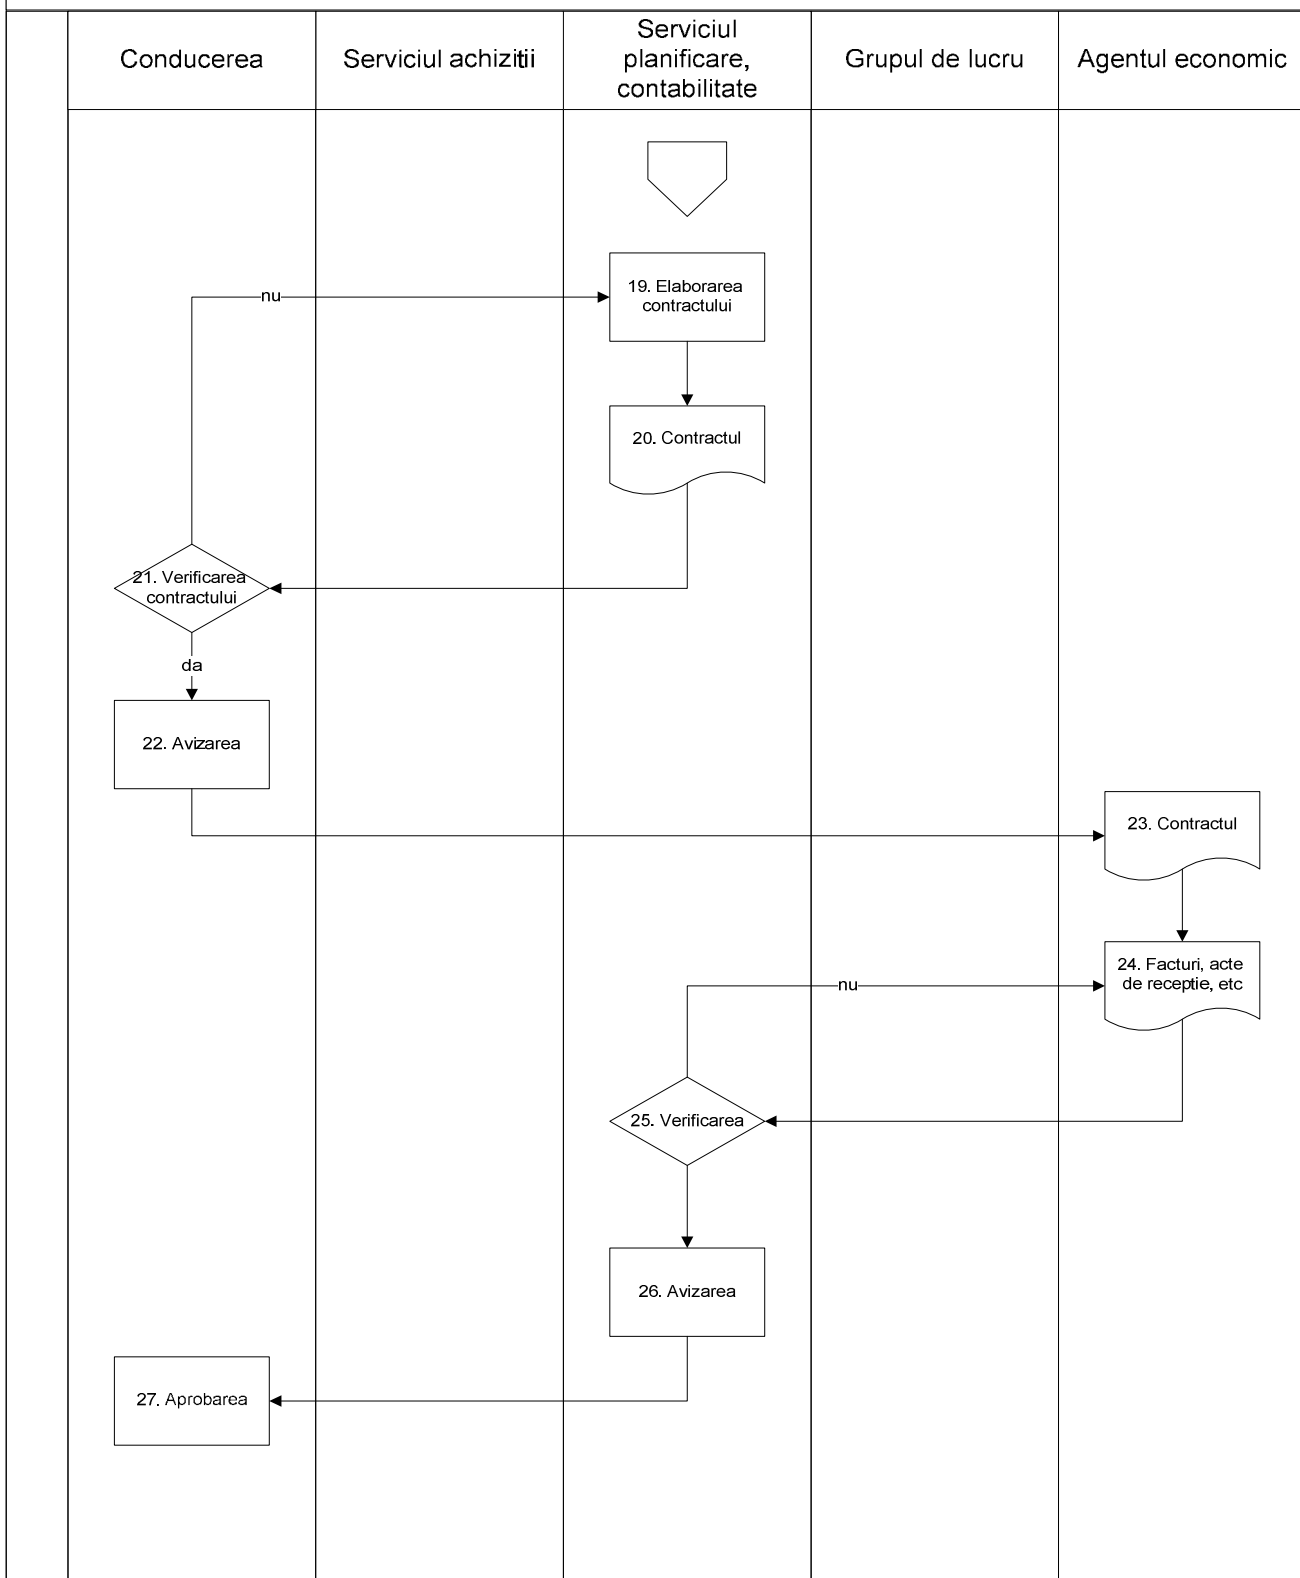 Conducerea
Serviciul achizitii
Serviciul
planificare,
contabilitate
Grupul de lucru
Agentul economic
19. Elaborarea
contractului
nu
20. Contractul
21. Verificarea
contractului
da
22. Avizarea
23. Contractul
24. Facturi, acte
de receptie, etc
nu
25. Verificarea
26. Avizarea
27. Aprobarea